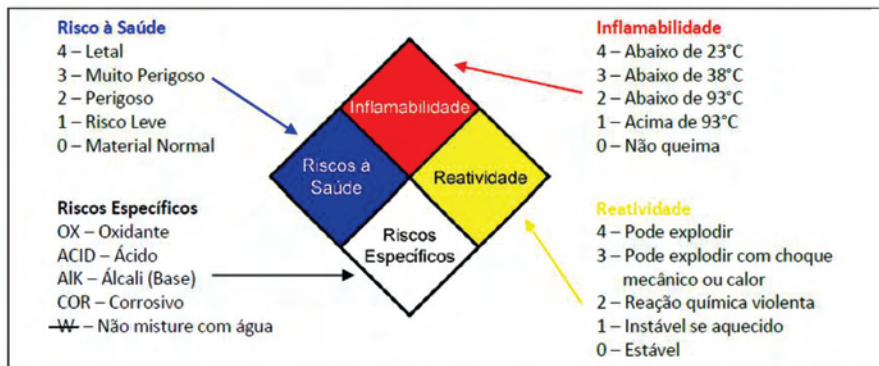 Risco à Saúde
4 – Letal
3 – Muito Perigoso
2 – Perigoso
1 – Risco Leve
0 – Material Normal
Inflamabilidade
4 – Abaixo de 23°C
3 – Abaixo de 38°C
2 – Abaixo de 93°C
1 – Acima de 93°C
0 – Não queima
Inflamabilidade
Riscos à
Saúde
Reatividade
Riscos
Específicos
Riscos Específicos
OX – Oxidante
ACID – Ácido
AlK – Álcali (Base)
COR – Corrosivo
W – Não misture com água
Reatividade
4 – Pode explodir
3 – Pode explodir com choque
mecânico ou calor
2 – Reação química violenta
1 – Instável se aquecido
0 – Estável